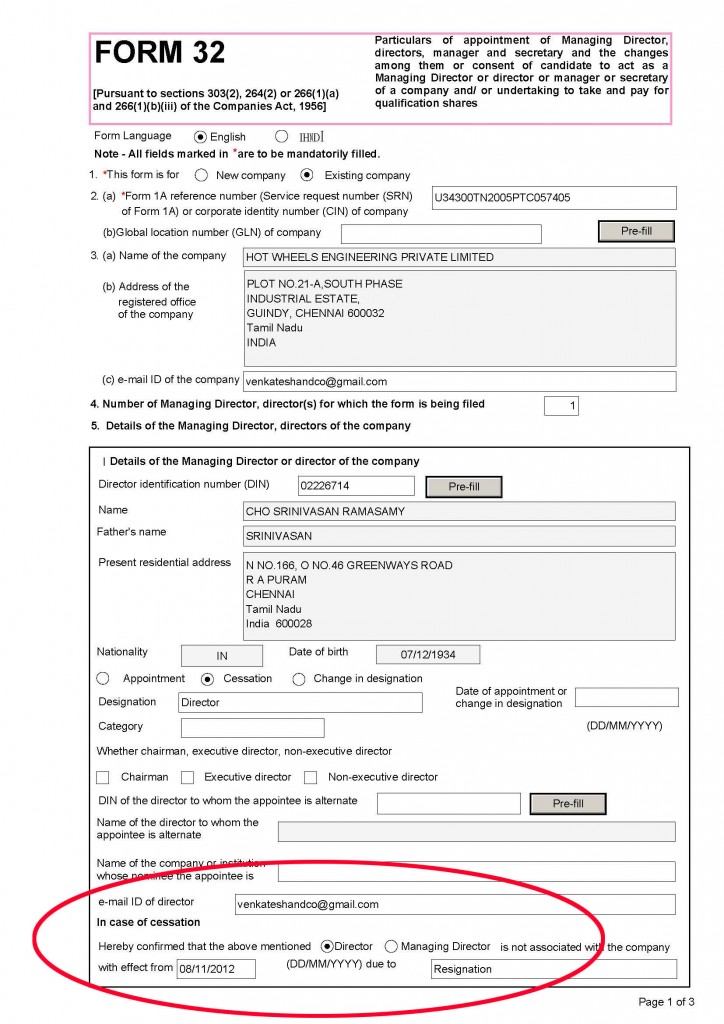 FORM 32
[Pursuant to sections 303(2), 264(2) or 266(1)(a)
and 266(1)(b)(iii) of the Companies Act, 1956]
Particulars of appointment of Managing Director,
directors, manager and secretary and the changes
among them or consent of candidate to act as a
Managing Director or director or manager or secretary
of a company and/ or undertaking to take and pay for
qualification shares
Form Language English
Note - All fields marked in *are to be mandatorily filled.
1. *This form is for New company Existing company
2. (a) *Form 1A reference number (Service request number (SRN)
of Form 1A) or corporate identity number (CIN) of company
U34300TN2005PTC057405
(b)Global location number (GLN) of company Pre-fill
3. (a) Name of the company HOT WHEELS ENGINEERING PRIVATE LIMITED
(b) Address of the
registered office
of the company
PLOT NO.21-A,SOUTH PHASE
INDUSTRIAL ESTATE,
GUINDY, CHENNAI 600032
Tamil Nadu
INDIA
(c) e-mail ID of the company venkateshandco@gmail.com
4. Number of Managing Director, director(s) for which the form is being filed 1
5. Details of the Managing Director, directors of the company
I Details of the Managing Director or director of the company
Director identification number (DIN) 02226714 Pre-fill
Name CHO SRINIVASAN RAMASAMY
Father's name SRINIVASAN
Present residential address
N NO.166, O NO.46 GREENWAYS ROAD
R A PURAM
CHENNAI
Tamil Nadu
India 600028
Nationality IN Date of birth 07/12/1934
Appointment Cessation Change in designation
Designation Director
Date of appointment or
change in designation
Category (DD/MM/YYYY)
Whether chairman, executive director, non-executive director
Chairman Executive director Non-executive director
DIN of the director to whom the appointee is alternate Pre-fill
Name of the director to whom the
appointee is alternate
Name of the company or institution
whose nominee the appointee is
e-mail ID of director venkateshandco@gmail.com
In case of cessation
Hereby confirmed that the above mentioned Director Managing Director is not associated with the company
with effect from 08/11/2012 (DD/MM/YYYY) due to Resignation
Page 1 of 3